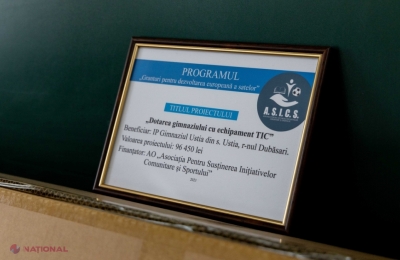 PROGRAMUL
„Granturi pentru dezvoltarea europeană a satelor”
TITLUL PROIECTULUI
„Dotarea gimnaziului cu echipament TIC”
Beneficiar: IP Gimnaziul Ustia din s. Ustia, r-nul Dubăsari.
Valoarea proiectului: 96 450 lei
Finanțator: AO „Asociația Pentru Susținerea Inițiativelor
Comunitare și Sportului”
A.S.I.C.S.
NATIONAL